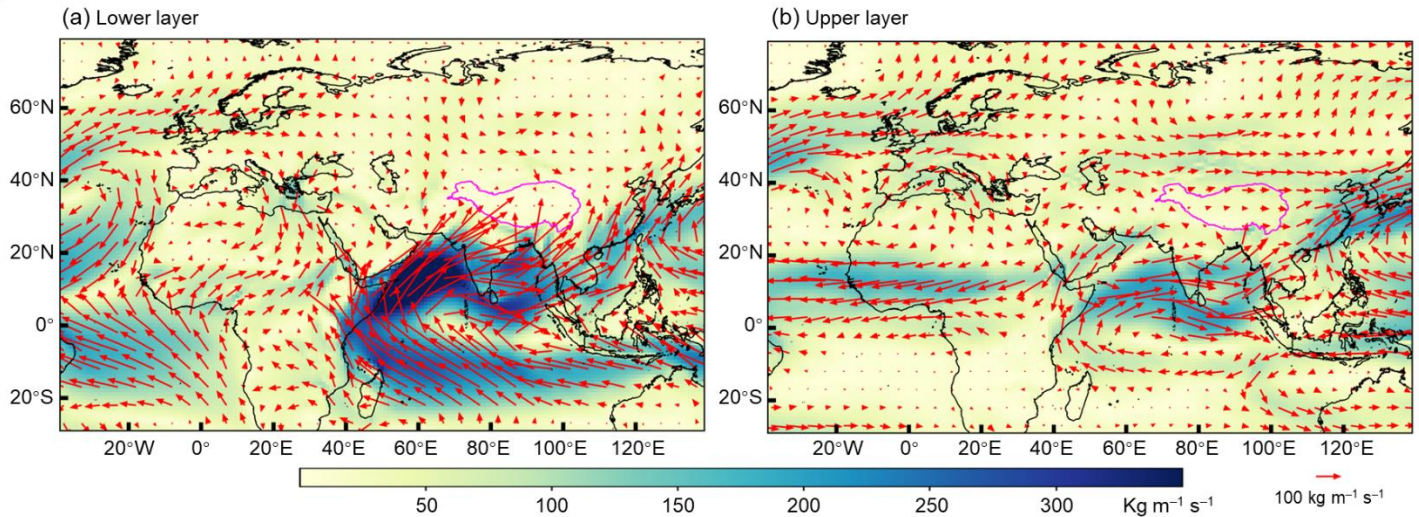 (a) Lower layer
(b) Upper layer
60°N
40°N
20°N
0°
20°S
60°N
40°N
20°N
0°
20°S
20°W 0° 20°E 40°E 60°E 80°E 100°E 120°E
20°W 0° 20°E 40°E 60°E 80°E 100°E 120°E
50 100 150 200 250 300 Kg m⁻¹ s⁻¹
100 kg m⁻¹ s⁻¹